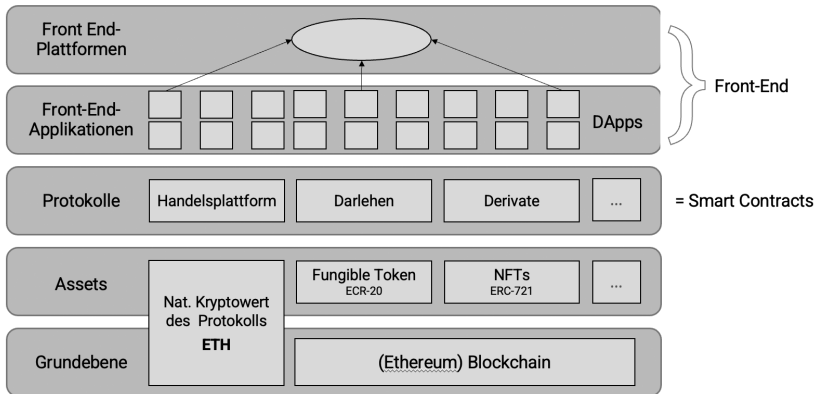 Front End-
Plattformen
Front-End-
Applikationen
DApps
Front-End
Protokolle
Handelsplattform
Darlehen
Derivate
...
= Smart Contracts
Assets
Fungible Token
ECR-20
NFTs
ERC-721
...
Nat. Kryptowert
des Protokolls
ETH
Grundebene
(Ethereum) Blockchain